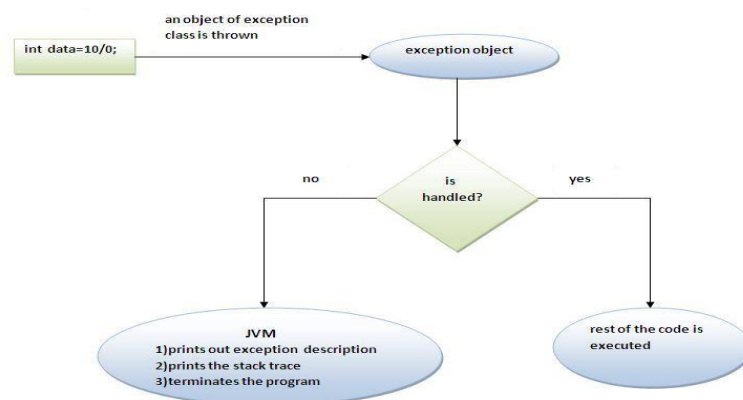 an object of exception
class is thrown
int data=10/0;
exception object
is
handled?
no
yes
JVM
1)prints out exception description
2)prints the stack trace
3)terminates the program
rest of the code is
executed